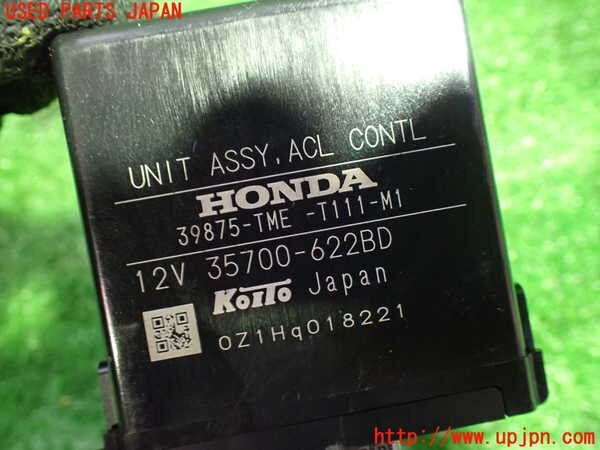 USED PARTS JAPAN
UNIT ASSY, ACL CONTL
HONDA
39875-TME -T111-M1
12V 35700-622BD
KOITO Japan
0Z1Hq018221
http://www.upjpn.com